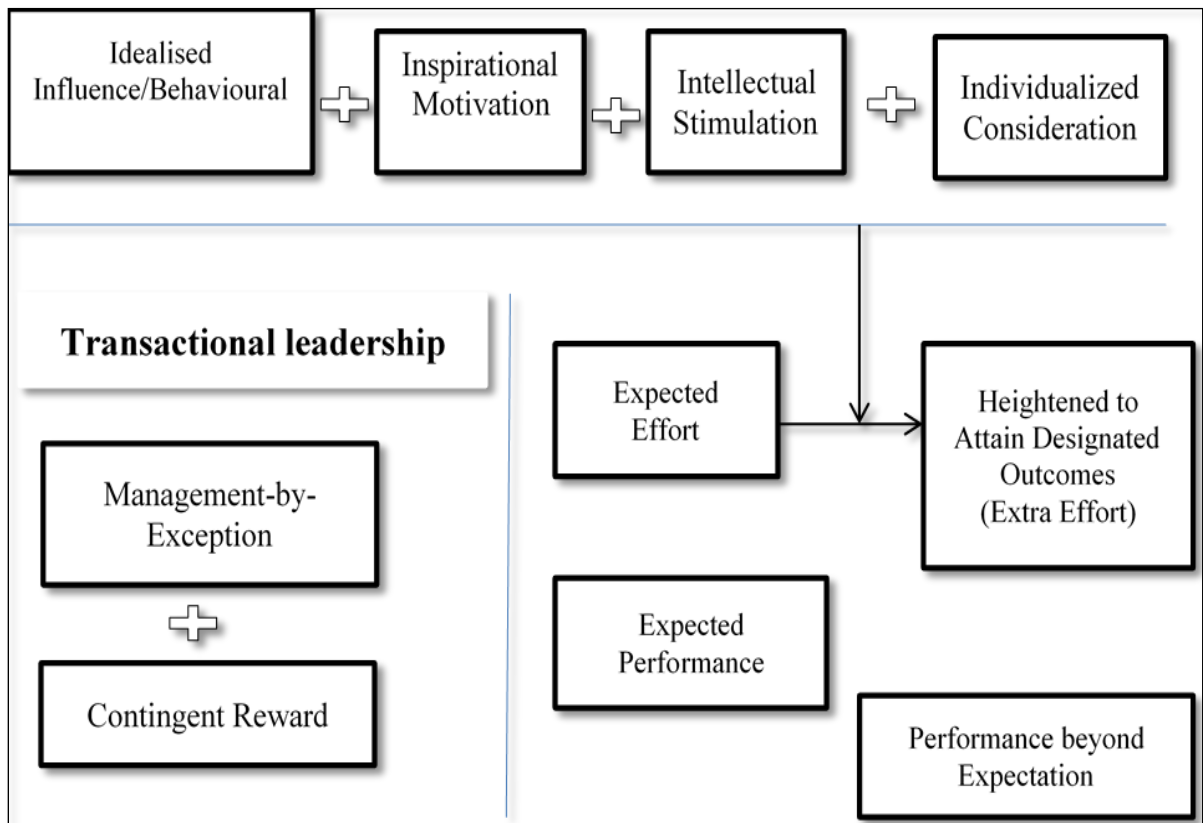 Idealised
Influence/Behavioural
Inspirational
Motivation
Intellectual
Stimulation
Individualized
Consideration
Transactional leadership
Management-by-
Exception
Contingent Reward
Expected
Effort
Heightened to
Attain Designated
Outcomes
(Extra Effort)
Expected
Performance
Performance beyond
Expectation